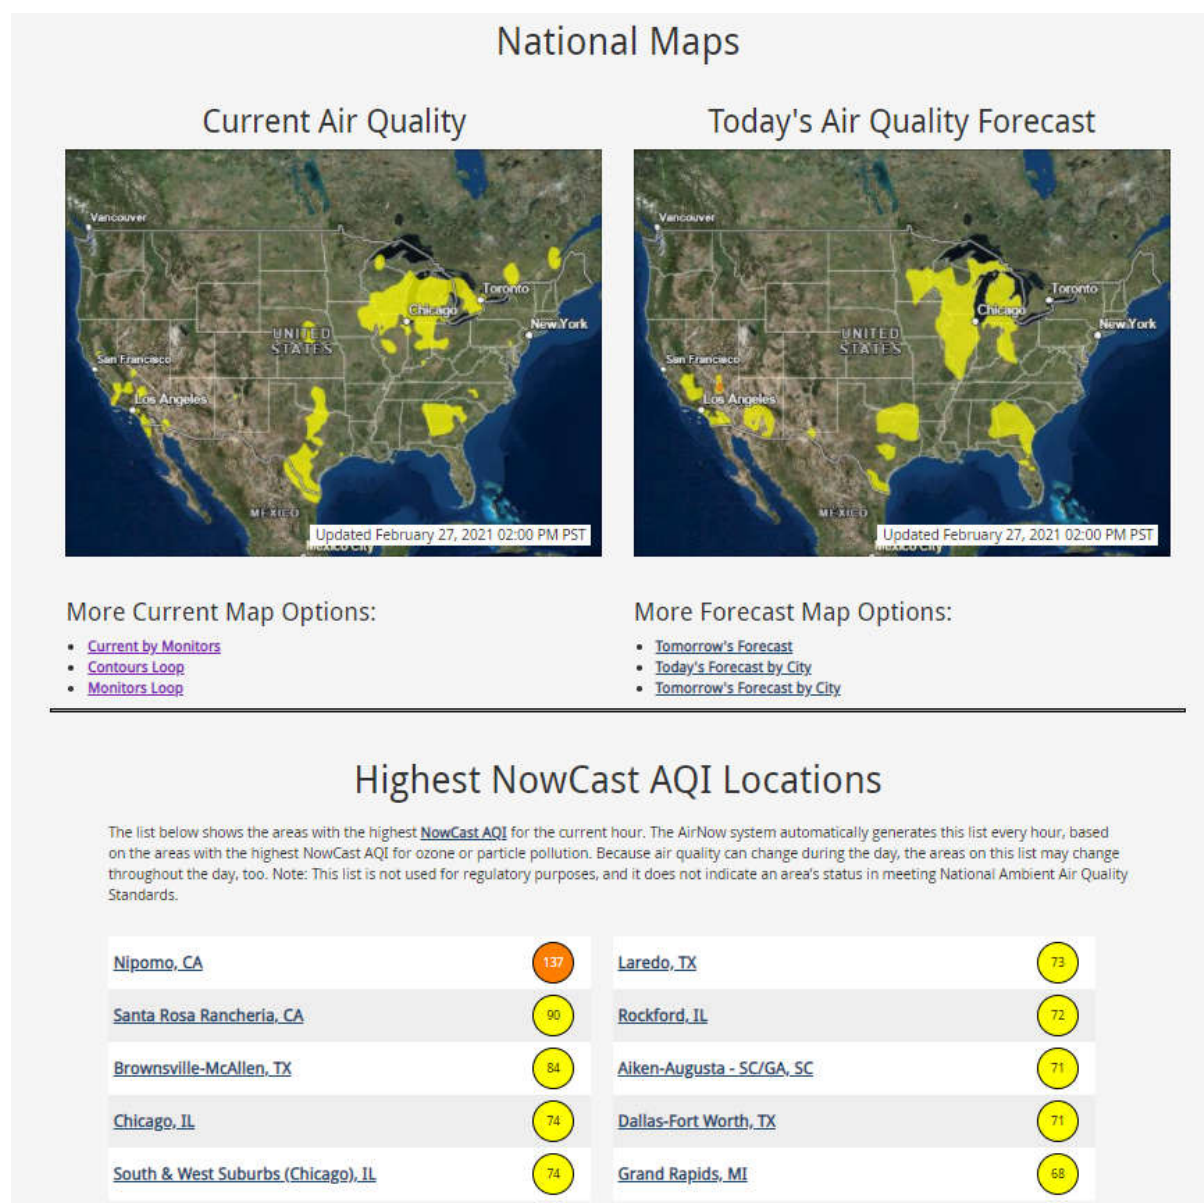 National Maps
Current Air Quality
Vancouver
Toronto
Chicago
New York
UNITED
STATES
San Francisco
Los Angeles
MEXICO
Updated February 27, 2021 02:00 PM PST
Mexico City
Today's Air Quality Forecast
Vancouver
Toronto
Chicago
New York
UNITED
STATES
San Francisco
Los Angeles
MEXICO
Updated February 27, 2021 02:00 PM PST
Mexico City
More Current Map Options:
• Current by Monitors
• Contours Loop
• Monitors Loop
More Forecast Map Options:
• Tomorrow's Forecast
• Today's Forecast by City
• Tomorrow's Forecast by City
Highest NowCast AQI Locations
The list below shows the areas with the highest NowCast AQI for the current hour. The AirNow system automatically generates this list every hour, based
on the areas with the highest NowCast AQI for ozone or particle pollution. Because air quality can change during the day, the areas on this list may change
throughout the day, too. Note: This list is not used for regulatory purposes, and it does not indicate an area's status in meeting National Ambient Air Quality
Standards.
Nipomo, CA 137
Santa Rosa Rancheria, CA 90
Brownsville-McAllen, TX 84
Chicago, IL 74
South & West Suburbs (Chicago), IL 74
Laredo, TX 73
Rockford, IL 72
Aiken-Augusta - SC/GA, SC 71
Dallas-Fort Worth, TX 71
Grand Rapids, MI 68